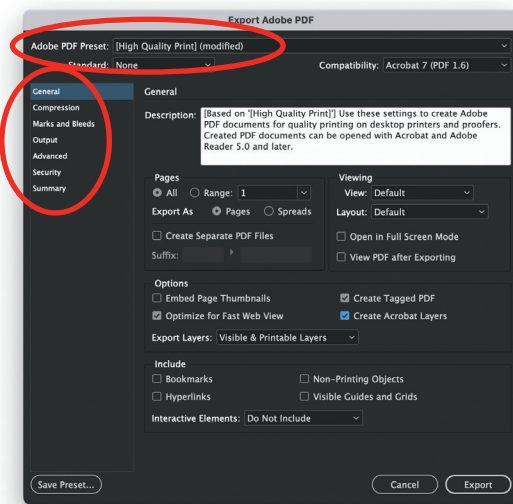 Export Adobe PDF
Adobe PDF Preset: [High Quality Print] (modified)
Standard: None Compatibility: Acrobat 7 (PDF 1.6)
General
Compression
Marks and Bleeds
Output
Advanced
Security
Summary
General
Description: [Based on '[High Quality Print]'] Use these settings to create Adobe
PDF documents for quality printing on desktop printers and proofers.
Created PDF documents can be opened with Acrobat and Adobe
Reader 5.0 and later.
Pages
All Range: 1
Export As Pages Spreads
Create Separate PDF Files
Suffix:
Viewing
View: Default
Layout: Default
Open in Full Screen Mode
View PDF after Exporting
Options
Embed Page Thumbnails Create Tagged PDF
Optimize for Fast Web View Create Acrobat Layers
Export Layers: Visible & Printable Layers
Include
Bookmarks Non-Printing Objects
Hyperlinks Visible Guides and Grids
Interactive Elements: Do Not Include
Save Preset... Cancel Export